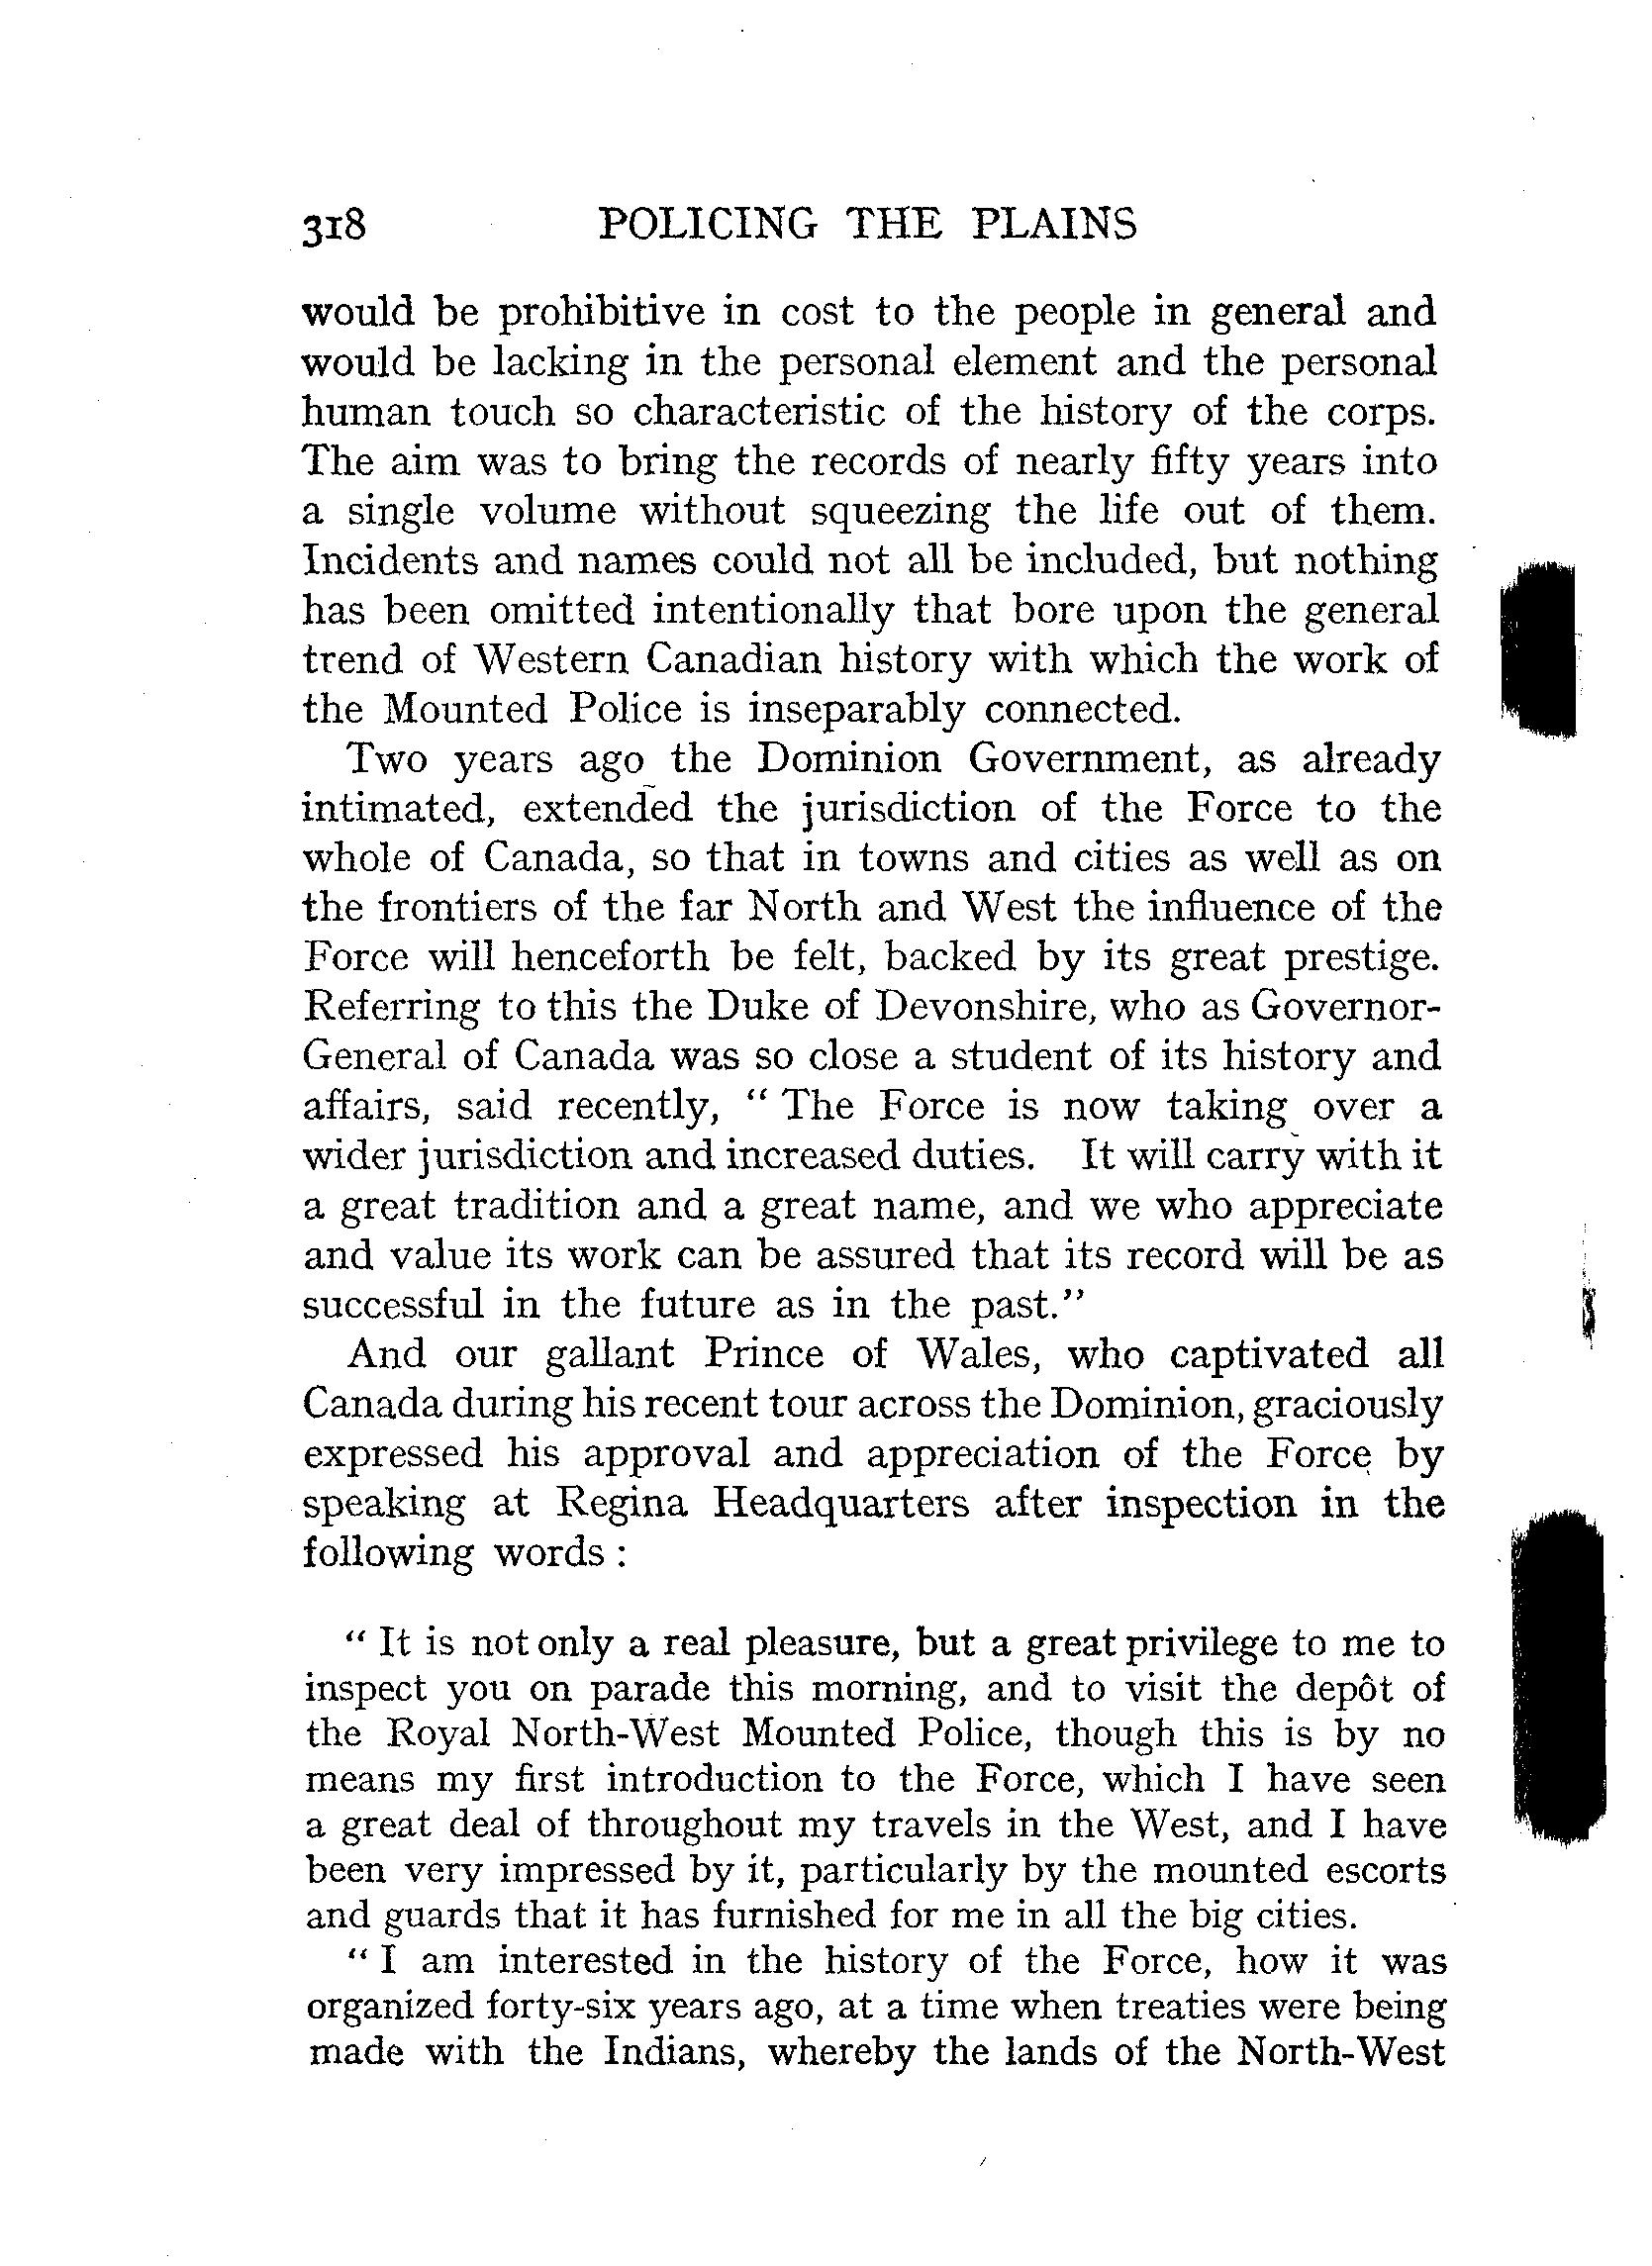 318 POLICING THE PLAINS
would be prohibitive in cost to the people in general and
would be lacking in the personal element and the personal
human touch so characteristic of the history of the corps.
The aim was to bring the records of nearly fifty years into
a single volume without squeezing the life out of them.
Incidents and names could not all be included, but nothing
has been omitted intentionally that bore upon the general
trend of Western Canadian history with which the work of
the Mounted Police is inseparably connected.
Two years ago the Dominion Government, as already
intimated, extended the jurisdiction of the Force to the
whole of Canada, so that in towns and cities as well as on
the frontiers of the far North and West the influence of the
Force will henceforth be felt, backed by its great prestige.
Referring to this the Duke of Devonshire, who as Governor-
General of Canada was so close a student of its history and
affairs, said recently, “ The Force is now taking over a
wider jurisdiction and increased duties. It will carry with it
a great tradition and a great name, and we who appreciate
and value its work can be assured that its record will be as
successful in the future as in the past.”
And our gallant Prince of Wales, who captivated all
Canada during his recent tour across the Dominion, graciously
expressed his approval and appreciation of the Force by
speaking at Regina Headquarters after inspection in the
following words :
“ It is not only a real pleasure, but a great privilege to me to
inspect you on parade this morning, and to visit the depôt of
the Royal North-West Mounted Police, though this is by no
means my first introduction to the Force, which I have seen
a great deal of throughout my travels in the West, and I have
been very impressed by it, particularly by the mounted escorts
and guards that it has furnished for me in all the big cities.
“ I am interested in the history of the Force, how it was
organized forty-six years ago, at a time when treaties were being
made with the Indians, whereby the lands of the North-West